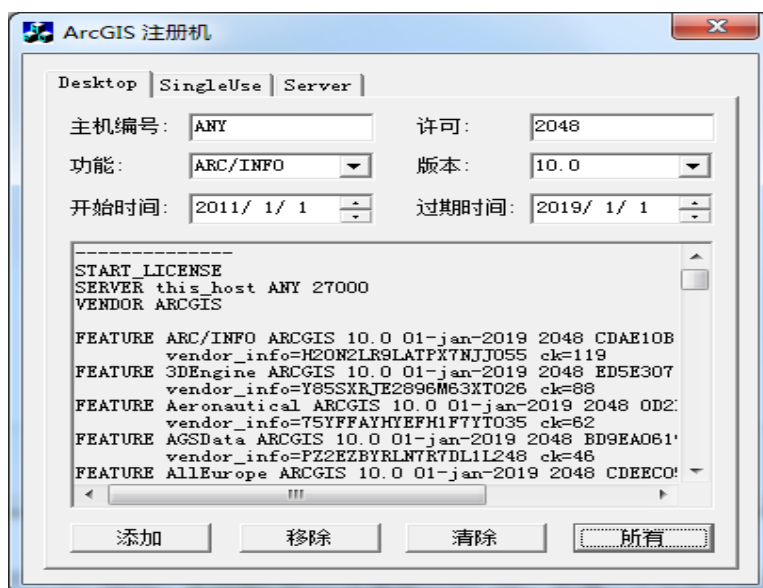 ArcGIS 注册机
Desktop SingleUse Server
主机编号: ANY 许可: 2048
功能: ARC/INFO 版本: 10.0
开始时间: 2011/ 1/ 1 过期时间: 2019/ 1/ 1
--------------
START_LICENSE
SERVER this_host ANY 27000
VENDOR ARCGIS
FEATURE ARC/INFO ARCGIS 10.0 01-jan-2019 2048 CDAE10B
vendor_info=H20N2LR9LATPX7NJJ055 ck=119
FEATURE 3DEngine ARCGIS 10.0 01-jan-2019 2048 ED5E307
vendor_info=Y85SXRJE2896M63XT026 ck=88
FEATURE Aeronautical ARCGIS 10.0 01-jan-2019 2048
vendor_info=75YFFAYHYEFH1F7YT035 ck=62
FEATURE AGSData ARCGIS 10.0 01-jan-2019 2048 BD9EA061
vendor_info=PZ2EZBYRLN7R7DL1L248 ck=46
FEATURE AllEurope ARCGIS 10.0 01-jan-2019 2048
添加 移除 清除 所有